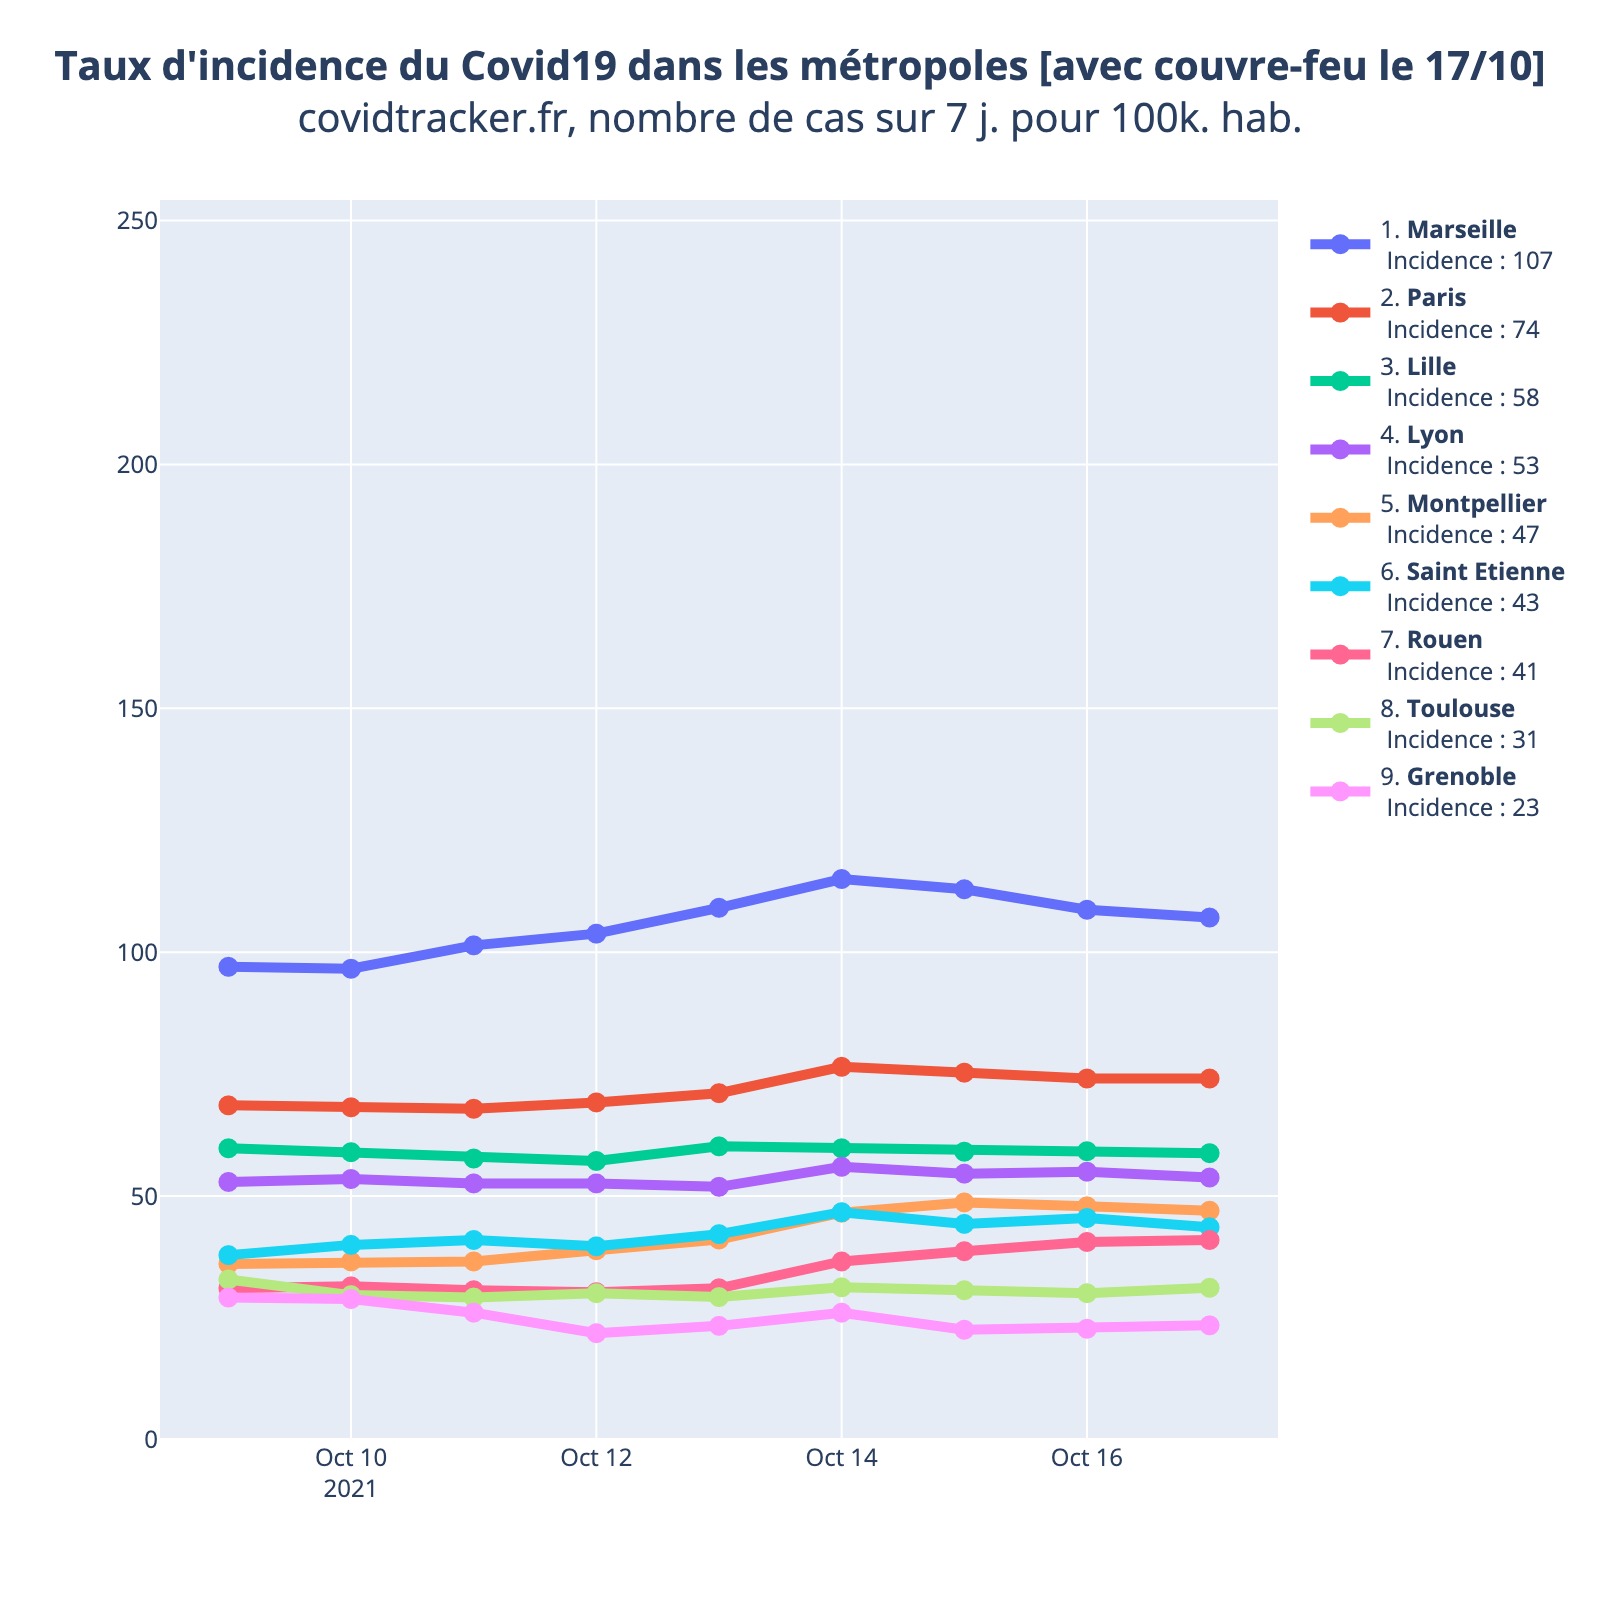 Taux d'incidence du Covid19 dans les métropoles [avec couvre-feu le 17/10]
covidtracker.fr, nombre de cas sur 7 j. pour 100k. hab.
250
200
150
100
50
0
Oct 10
2021
Oct 12
Oct 14
Oct 16
1. Marseille
Incidence : 107
2. Paris
Incidence : 74
3. Lille
Incidence : 58
4. Lyon
Incidence : 53
5. Montpellier
Incidence : 47
6. Saint Etienne
Incidence : 43
7. Rouen
Incidence : 41
8. Toulouse
Incidence : 31
9. Grenoble
Incidence : 23